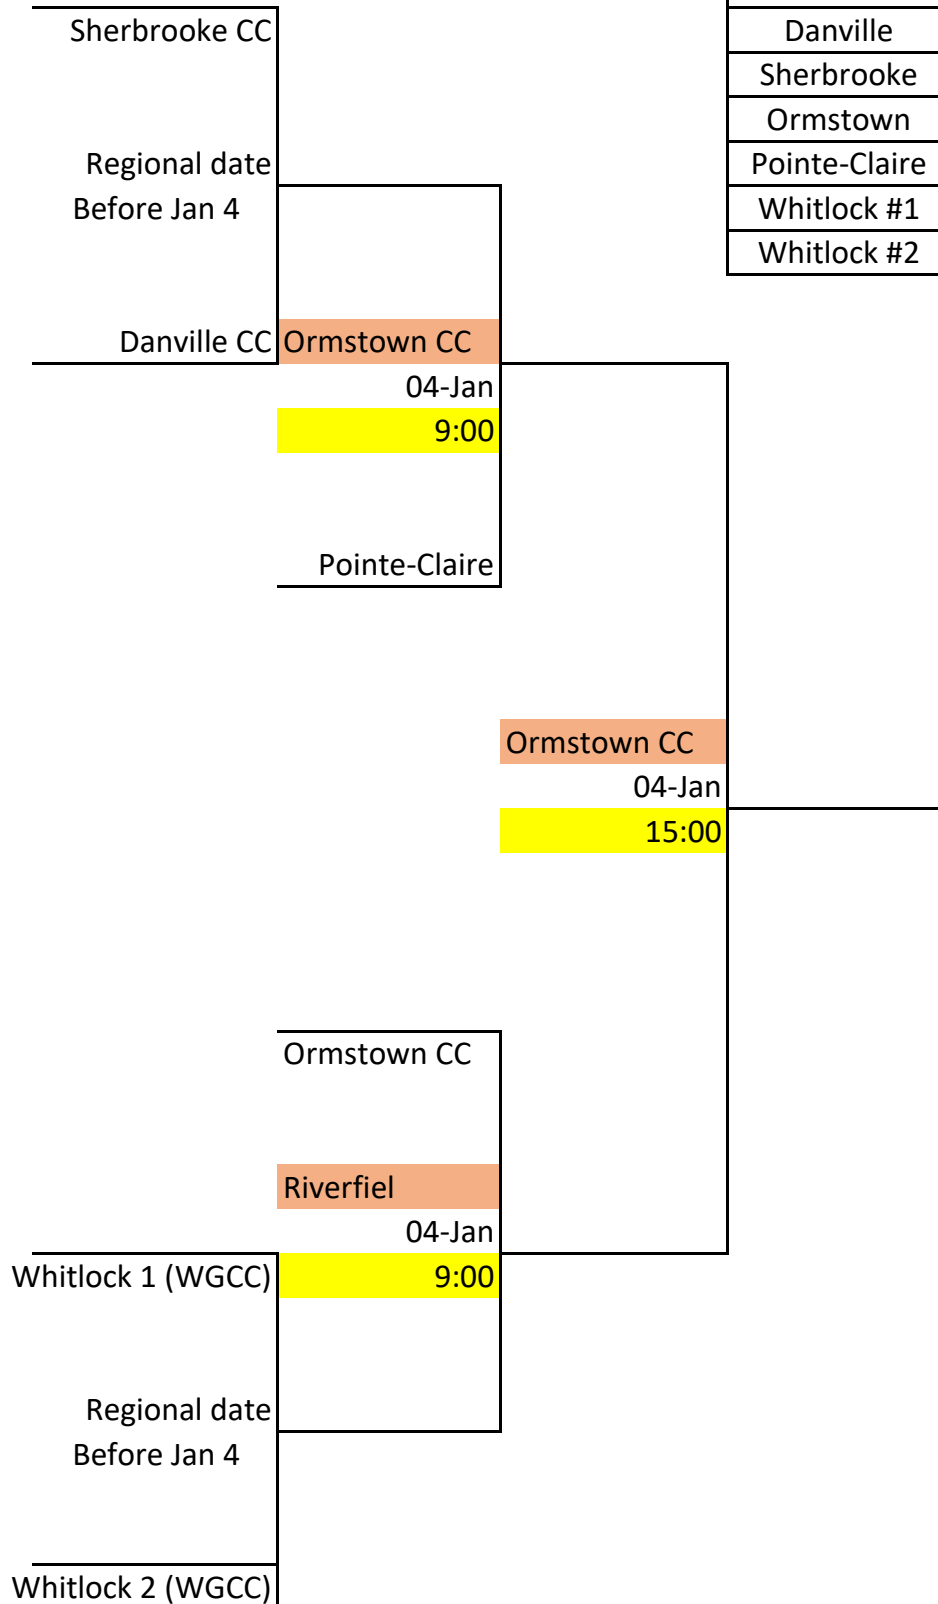 Sherbrooke CC
Danville
Sherbrooke
Ormstown
Regional date
Pointe-Claire
Before Jan 4
Whitlock #1
Whitlock #2
Danville CC
Ormstown CC
04-Jan
9:00
Pointe-Claire
Ormstown CC
04-Jan
15:00
Ormstown CC
Riverfiel
04-Jan
Whitlock 1 (WGCC)
9:00
Regional date
Before Jan 4
Whitlock 2 (WGCC)